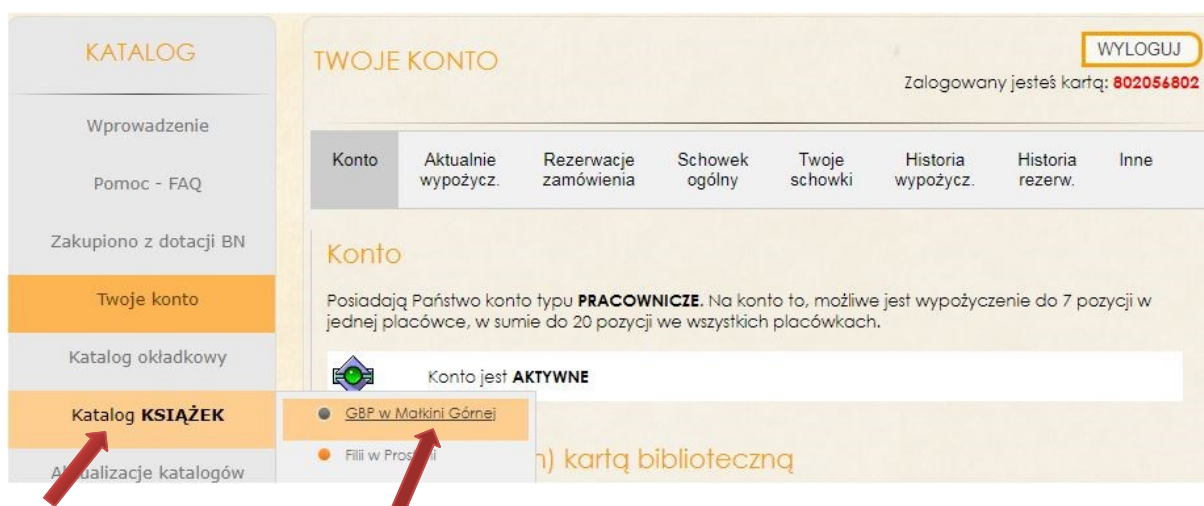 KATALOG
Wprowadzenie
Pomoc - FAQ
Zakupiono z dotacji BN
Twoje konto
Katalog okładkowy
Katalog KSIĄŻEK
GBP w Małkini Górnej
Filii w
Aktualizacje katalogów
TWOJE KONTO
WYLOGUJ
Zalogowany jesteś kartą: 802056802
Konto
Aktualnie
wypożycz.
Rezerwacje
zamówienia
Schowek
ogólny
Twoje
schowki
Historia
wypożycz.
Historia
rezerw.
Inne
Konto
Posiadają Państwo konto typu PRACOWNICZE. Na konto to, możliwe jest wypożyczenie do 7 pozycji w
jednej placówce, w sumie do 20 pozycji we wszystkich placówkach.
Konto jest AKTYWNE
kartą biblioteczną